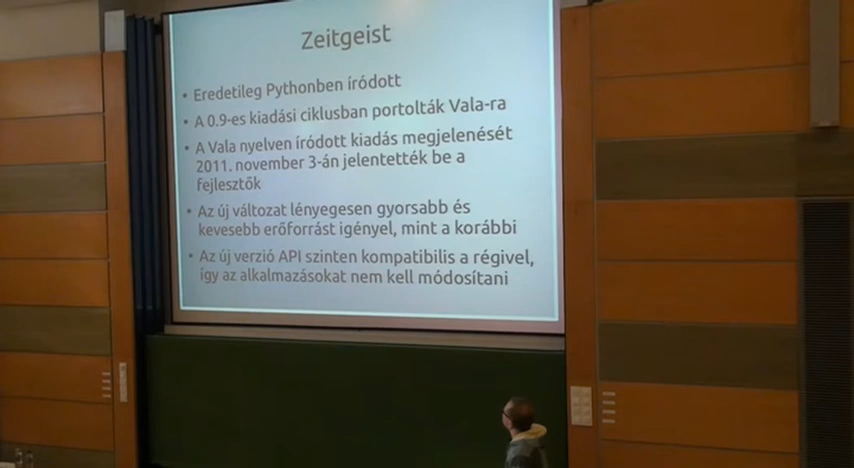 Zeitgeist
• Eredetileg Pythonben íródott
• A 0.9-es kiadási ciklusban portolták Vala-ra
• A Vala nyelven íródott kiadás megjelenését
2011. november 3-án jelentették be a
fejlesztők
• Az új változat lényegesen gyorsabb és
kevesebb erőforrást igényel, mint a korábbi
• Az új verzió API szinten kompatibilis a régivel,
így az alkalmazásokat nem kell módosítani